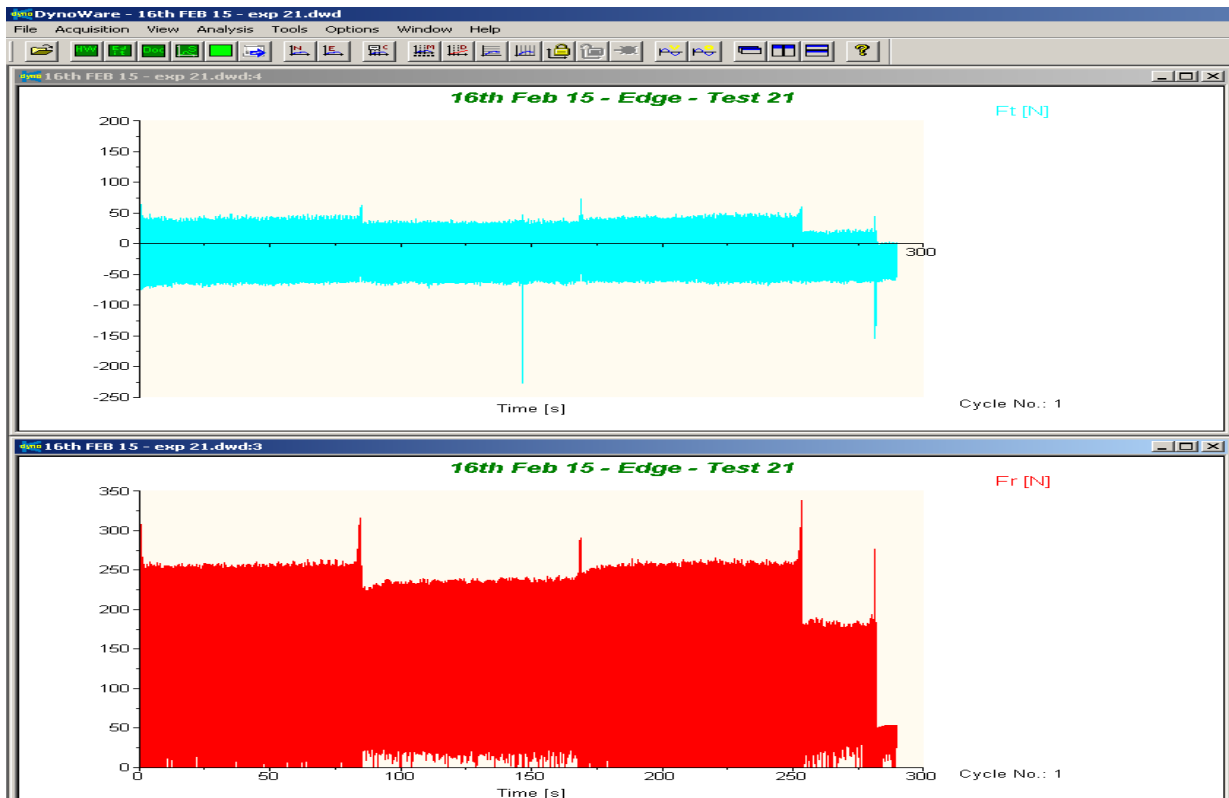 DynoWare - 16th FEB 15 - exp 21.dwd
File Acquisition View Analysis Tools Options Window Help
16th FEB 15 - exp 21.dwd:4
16th Feb 15 - Edge - Test 21
Ft [N]
200
150
100
50
0
-50
-100
-150
-200
-250
300
Time [s]
Cycle No.: 1
16th FEB 15 - exp 21.dwd:3
16th Feb 15 - Edge - Test 21
Fr [N]
350
300
250
200
150
100
50
0
0 50 100 150 200 250 300
Time [s]
Cycle No.: 1